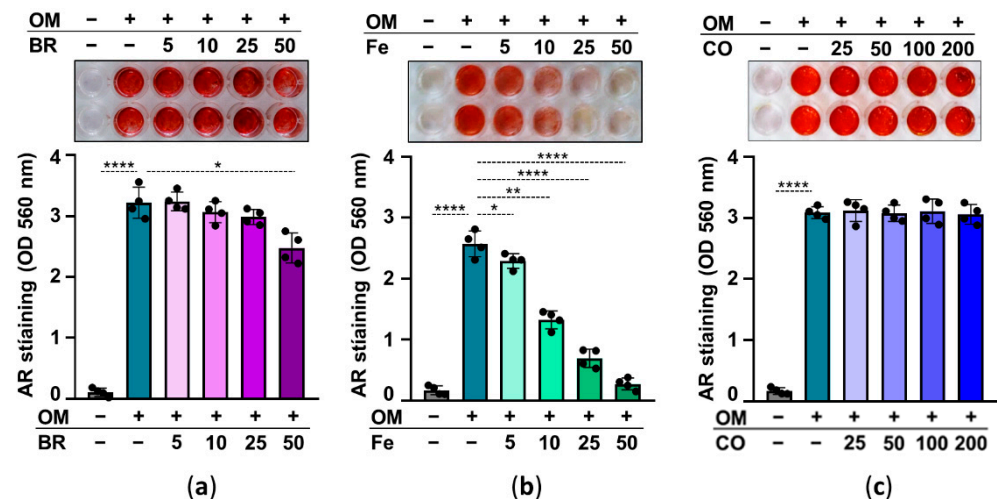 OM − + + + + +
BR − − 5 10 25 50
AR stiaining (OD 560 nm)
4
3
2
1
0
**** *
OM − + + + + +
BR − − 5 10 25 50
(a)
OM − + + + + +
Fe − − 5 10 25 50
AR stiaining (OD 560 nm)
4
3
2
1
0
****
****
**
**** *
OM − + + + + +
Fe − − 5 10 25 50
(b)
OM − + + + + +
CO − − 25 50 100 200
AR stiaining (OD 560 nm)
4
3
2
1
0
****
OM − + + + + +
CO − − 25 50 100 200
(c)